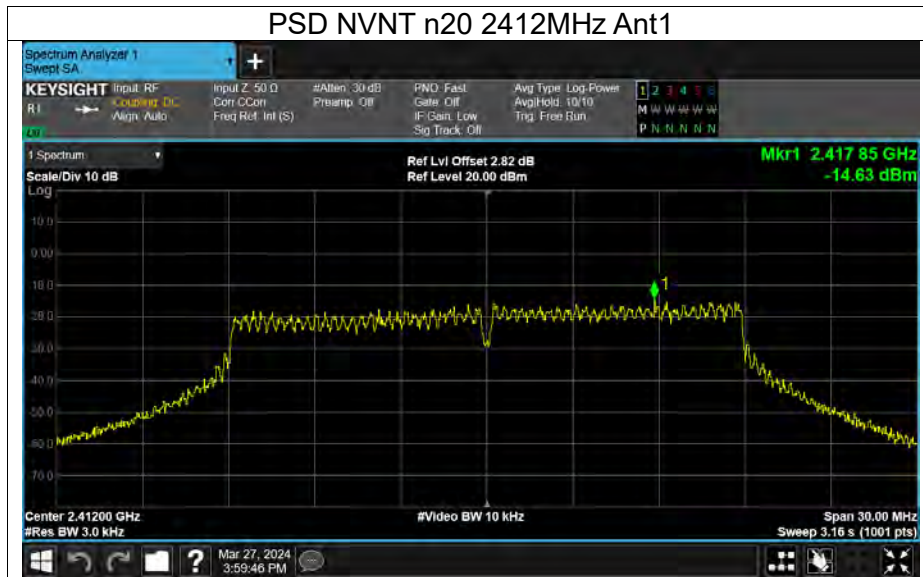 PSD NVNT n20 2412MHz Ant1
Spectrum Analyzer 1
Swept SA
+
KEYSIGHT Input: RF Input Z: 50 Ω #Atten: 30 dB PNO: Fast Avg Type: Log-Power 1 2 3 4 5 6
Coupling: DC Corr CCorr Preamp: Off Gate: Off Avg|Hold: 10/10 M W W W W W
Align: Auto Freq Ref: Int (S) IF Gain: Low Trig: Free Run
Sig Track: Off P N N N N N
1 Spectrum Ref Lvl Offset 2.82 dB Mkr1 2.417 85 GHz
Scale/Div 10 dB Ref Level 20.00 dBm -14.63 dBm
Log
10.0
0.00
1
-40.0
-50.0
-60.0
-70.0
Center 2.41200 GHz #Video BW 10 kHz Span 30.00 MHz
#Res BW 3.0 kHz Sweep 3.16 s (1001 pts)
? Mar 27, 2024
3:59:46 PM